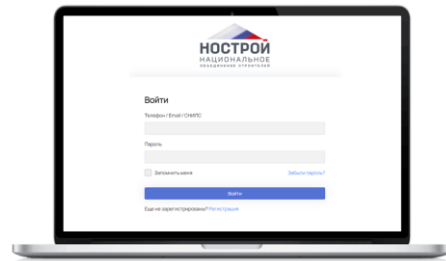 НОСТРОЙ
НАЦИОНАЛЬНОЕ
ОБЪЕДИНЕНИЕ СТРОИТЕЛЕЙ
Войти
Телефон / Email / СНИЛС
Пароль
Запомнить меня
Забыли пароль?
Войти
Еще не зарегистрированы? Регистрация